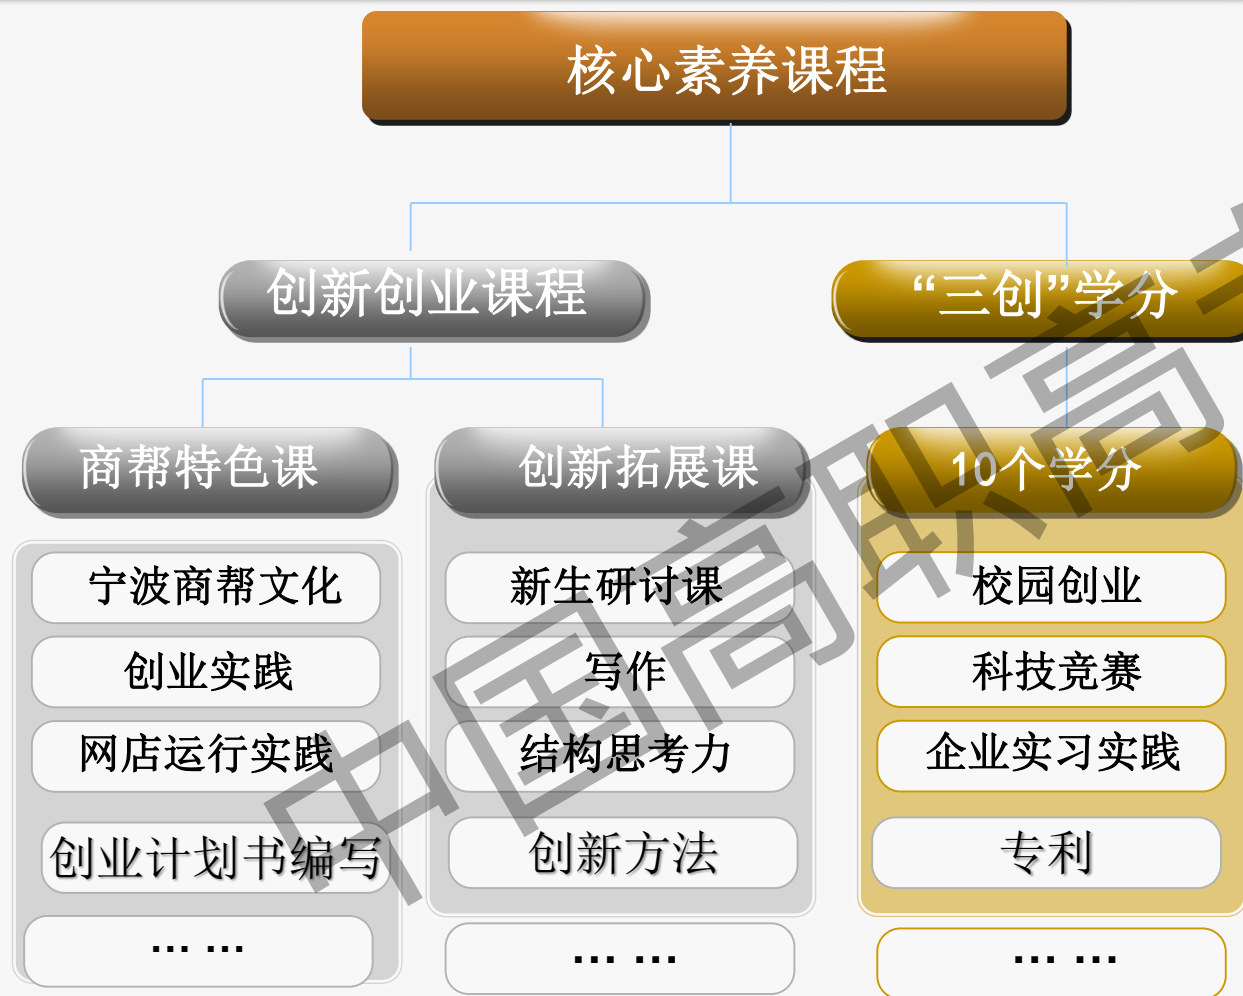 核心素养课程
创新创业课程
“三创”学分
商帮特色课
创新拓展课
10个学分
宁波商帮文化
创业实践
网店运行实践
创业计划书编写
... ...
新生研讨课
写作
结构思考力
创新方法
... ...
校园创业
科技竞赛
企业实习实践
专利
... ...
中国高职高